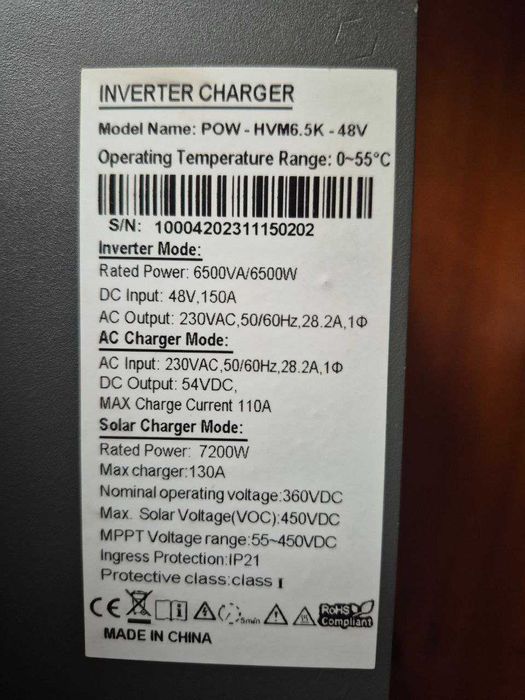 INVERTER CHARGER
Model Name: POW - HVM6.5K - 48V
Operating Temperature Range: 0~55°C
S/N: 10004202311150202
Inverter Mode:
Rated Power: 6500VA/6500W
DC Input: 48V,150A
AC Output: 230VAC,50/60Hz,28.2A,1Φ
AC Charger Mode:
AC Input: 230VAC,50/60Hz,28.2A,1Φ
DC Output: 54VDC,
MAX Charge Current 110A
Solar Charger Mode:
Rated Power: 7200W
Max charger:130A
Nominal operating voltage:360VDC
Max. Solar Voltage(VOC):450VDC
MPPT Voltage range:55~450VDC
Ingress Protection:IP21
Protective class:class I
CE 5min RoHS
Compliant
MADE IN CHINA